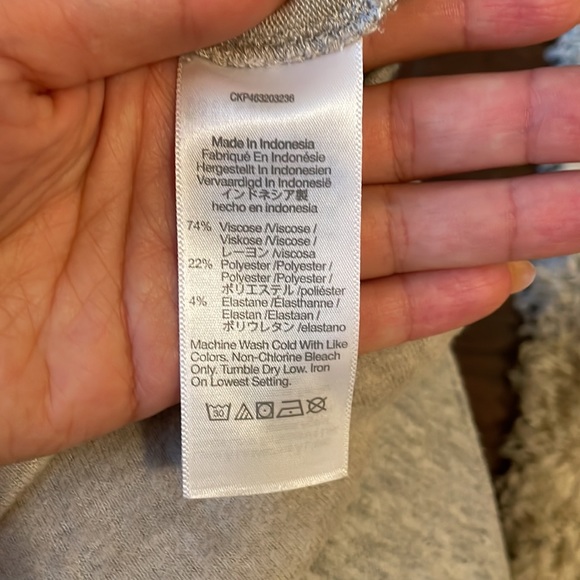 CKP463203236
Made In Indonesia
Fabriqué En Indonésie
Hergestellt In Indonesien
Vervaardigd In Indonesië
インドネシア製
hecho en indonesia
74% Viscose /Viscose /
Viskose /Viscose /
レーヨン /viscosa
22% Polyester /Polyester /
Polyester /Polyester /
ポリエステル /poliéster
4% Elastane /Élasthanne /
Elastan /Elastaan /
ポリウレタン /elastano
Machine Wash Cold With Like
Colors. Non-Chlorine Bleach
Only. Tumble Dry Low. Iron
On Lowest Setting.
30